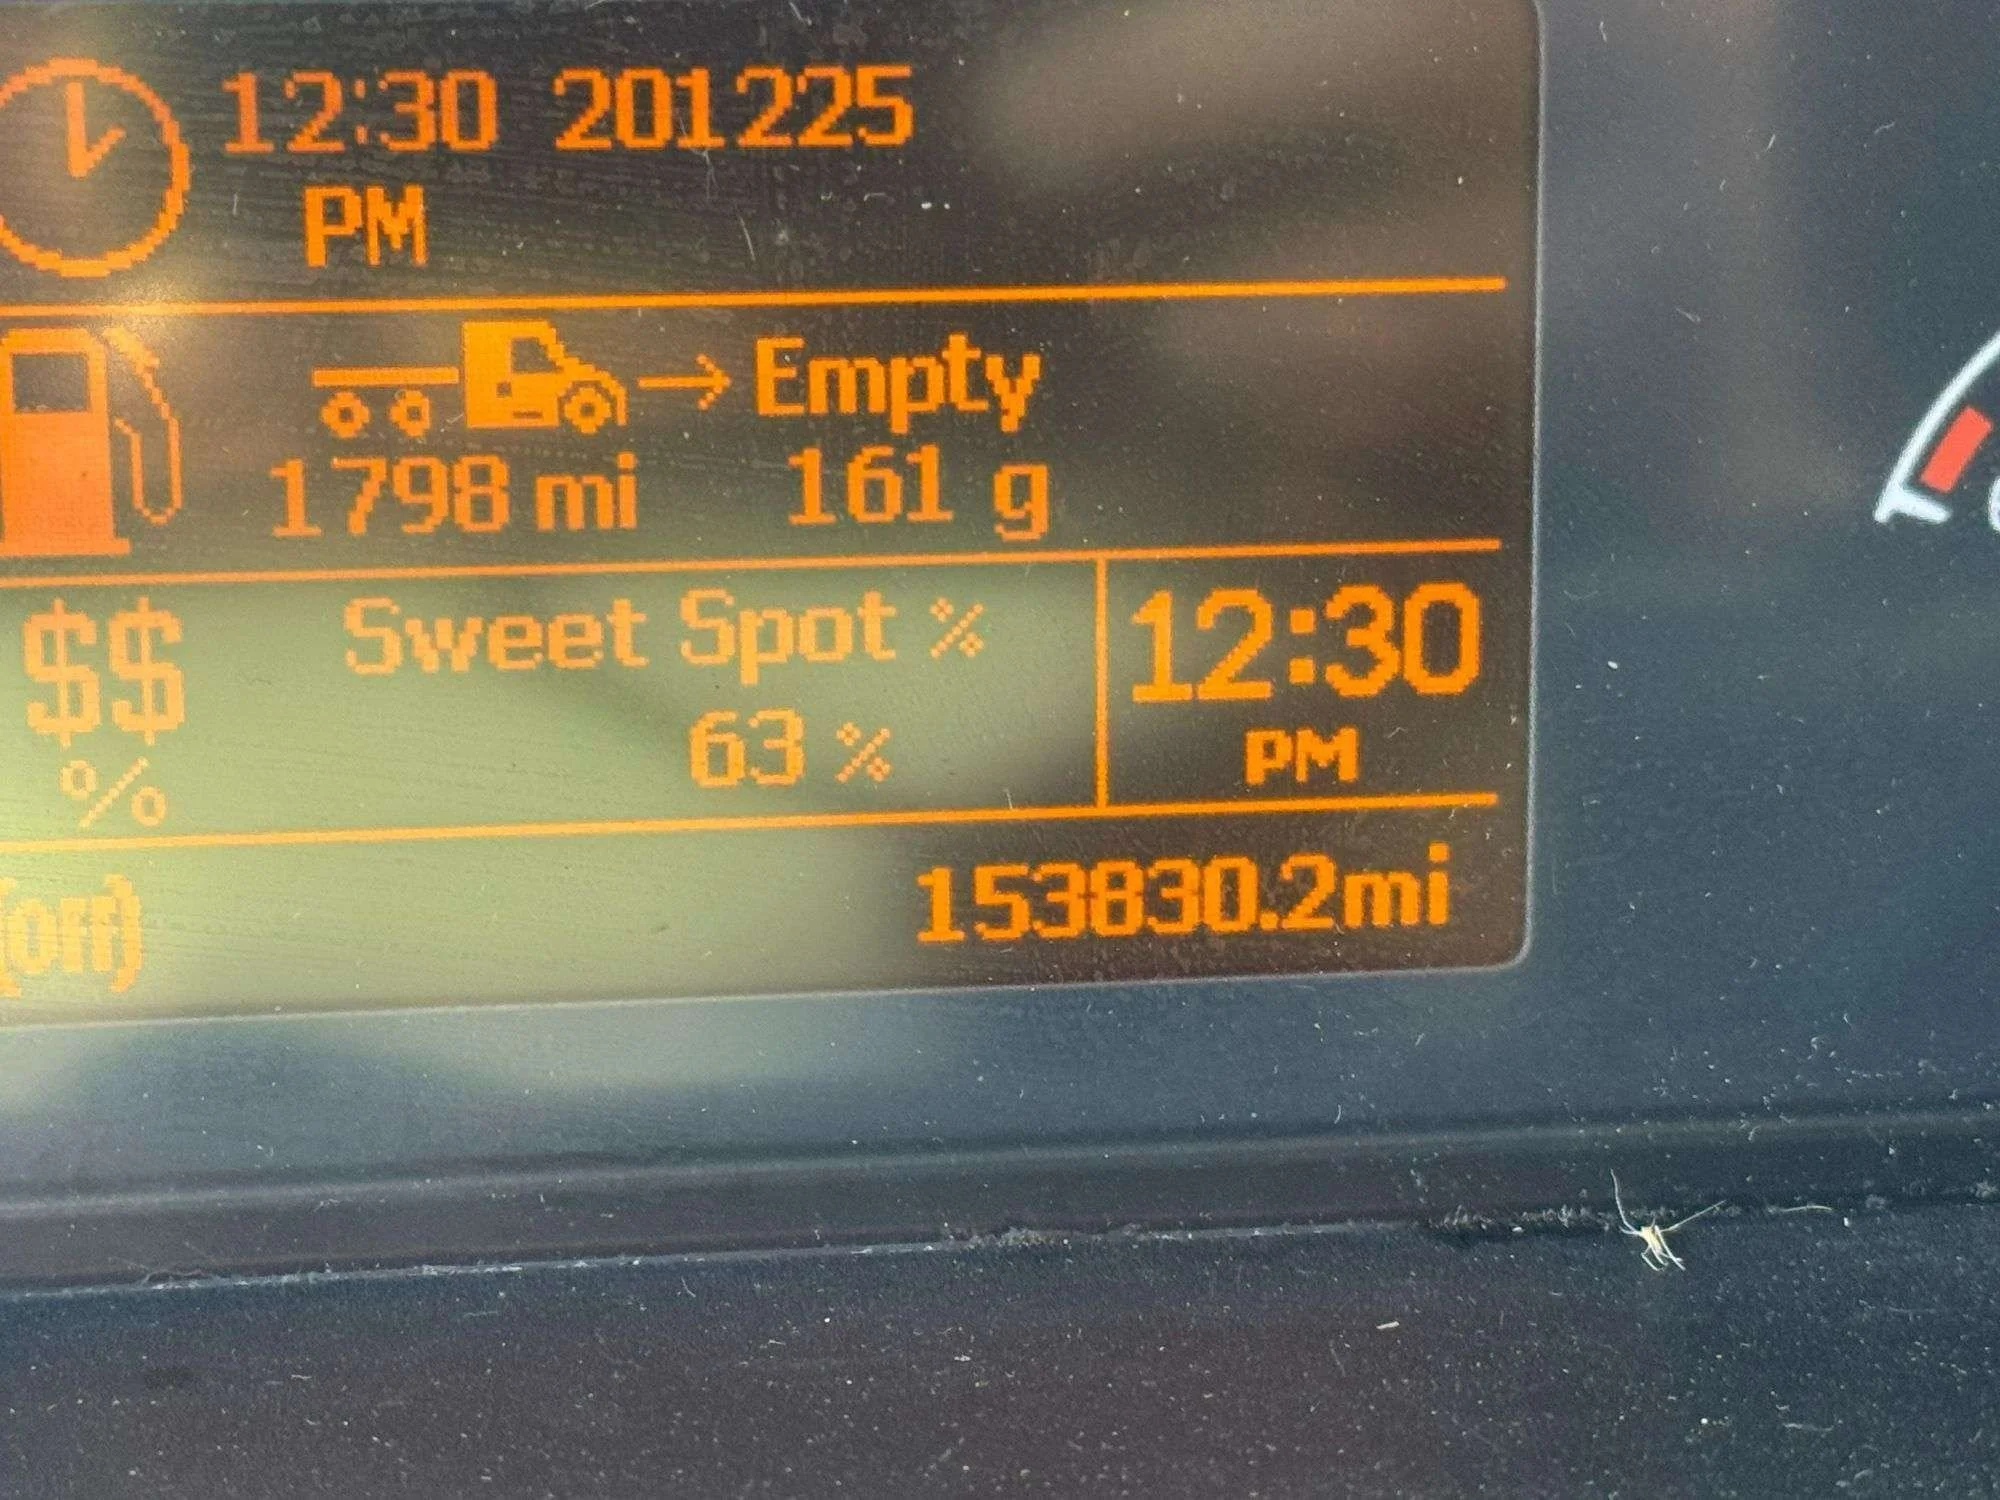 12:30 201225
PM
Empty
1798 mi 161 g
$$ Sweet Spot % 12:30
% 63 % PM
(off) 153830.2mi